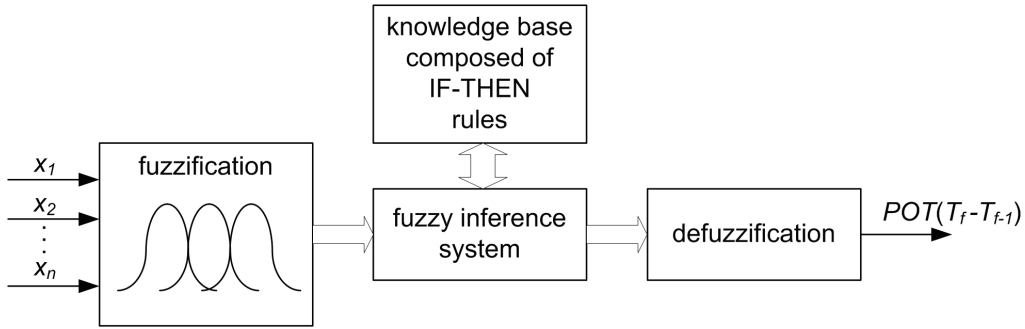 knowledge base
composed of
IF-THEN
rules
fuzzification
x1
x2
⋮
xn
fuzzy inference
system
defuzzification
POT(Tf-Tf-1)